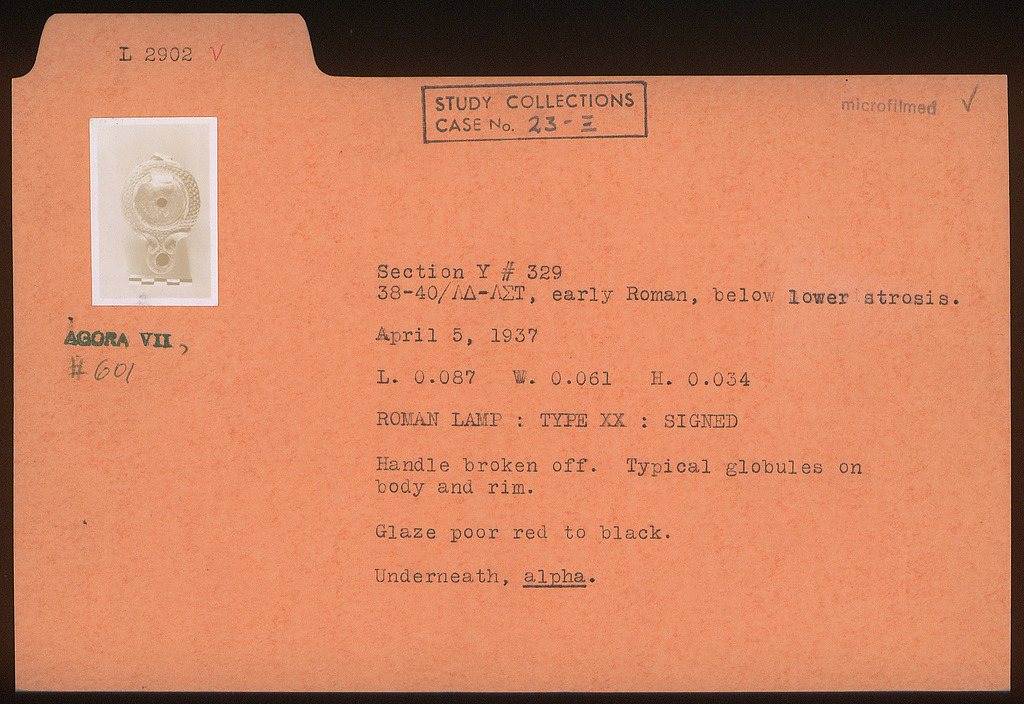 L 2902 √
STUDY COLLECTIONS
CASE No. 23-Ξ
microfilmed √
Section Y # 329
38-40/ΛΔ-ΛΣΤ, early Roman, below lower strosis.
AGORA VII,
# 601
April 5, 1937
L. 0.087 W. 0.061 H. 0.034
ROMAN LAMP : TYPE XX : SIGNED
Handle broken off. Typical globules on
body and rim.
Glaze poor red to black.
Underneath, alpha.